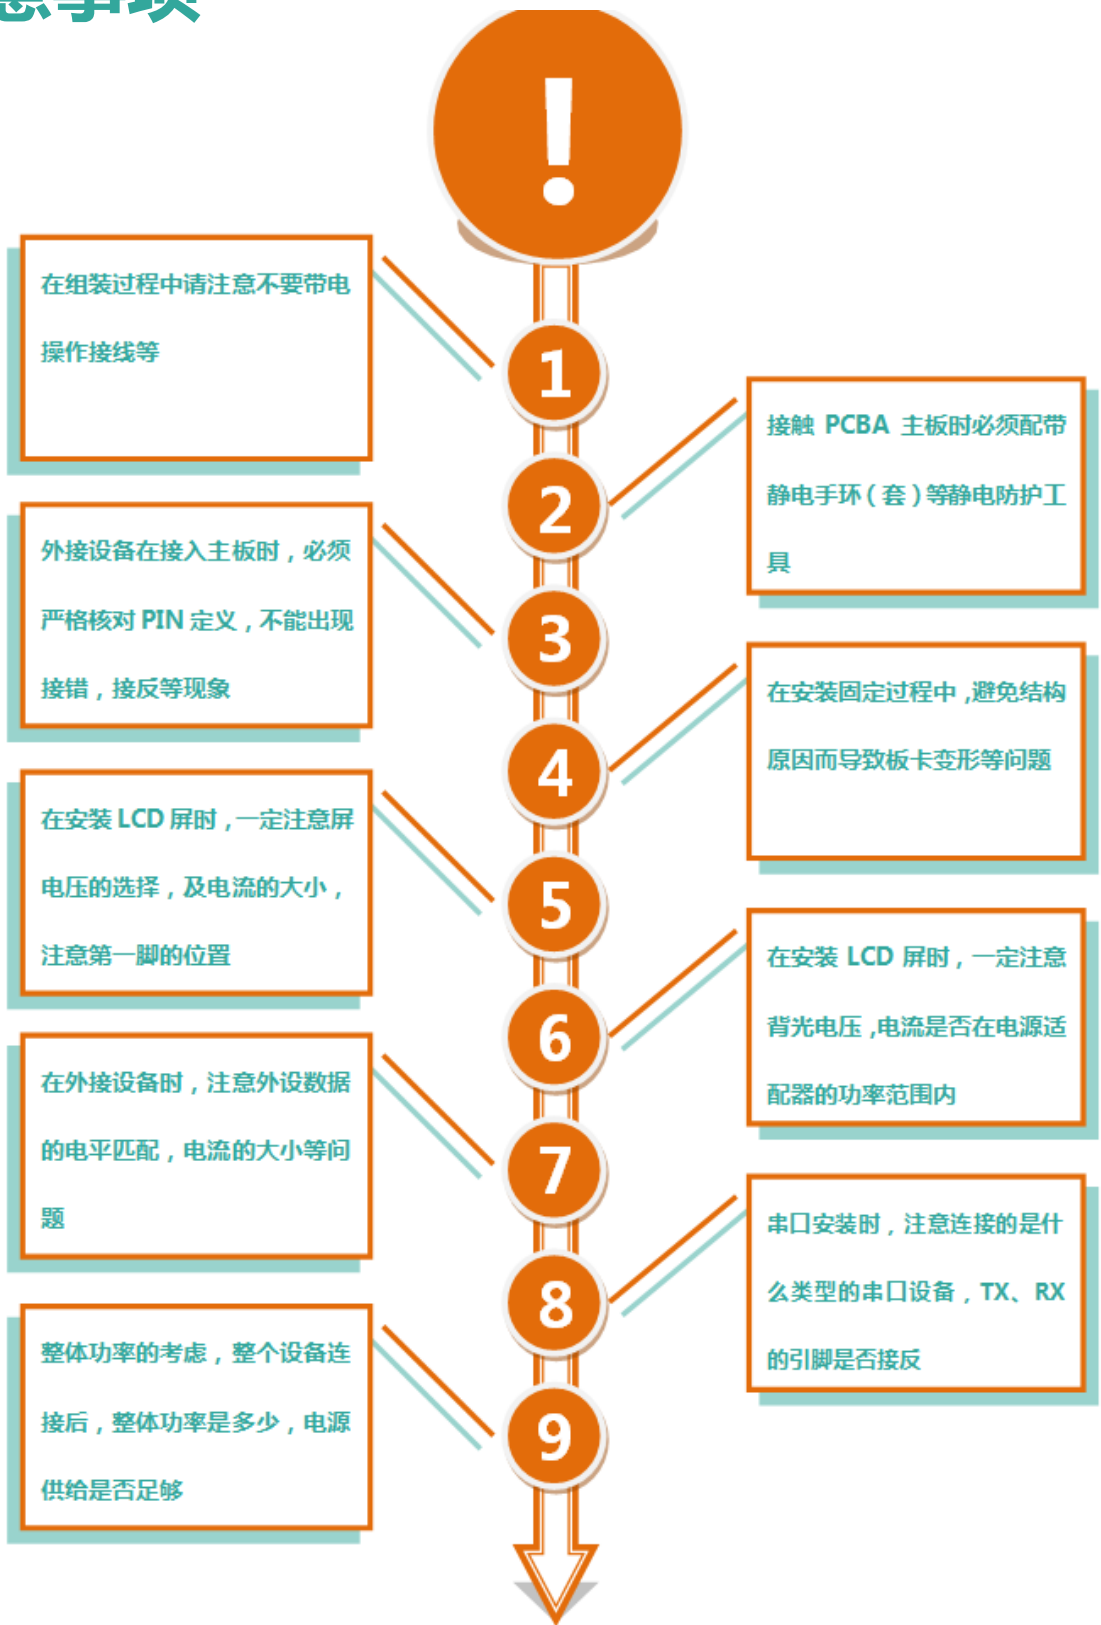 意事项
!
1
在组装过程中请注意不要带电
操作接线等
2
接触 PCBA 主板时必须配带
静电手环(套)等静电防护工
具
3
外接设备在接入主板时,必须
严格核对 PIN 定义,不能出现
接错,接反等现象
4
在安装固定过程中,避免结构
原因而导致板卡变形等问题
5
在安装 LCD 屏时,一定注意屏
电压的选择,及电流的大小,
注意第一脚的位置
6
在安装 LCD 屏时,一定注意
背光电压,电流是否在电源适
配器的功率范围内
7
在外接设备时,注意外设数据
的电平匹配,电流的大小等问
题
8
串口安装时,注意连接的是什
么类型的串口设备,TX、RX
的引脚是否接反
9
整体功率的考虑,整个设备连
接后,整体功率是多少,电源
供给是否足够